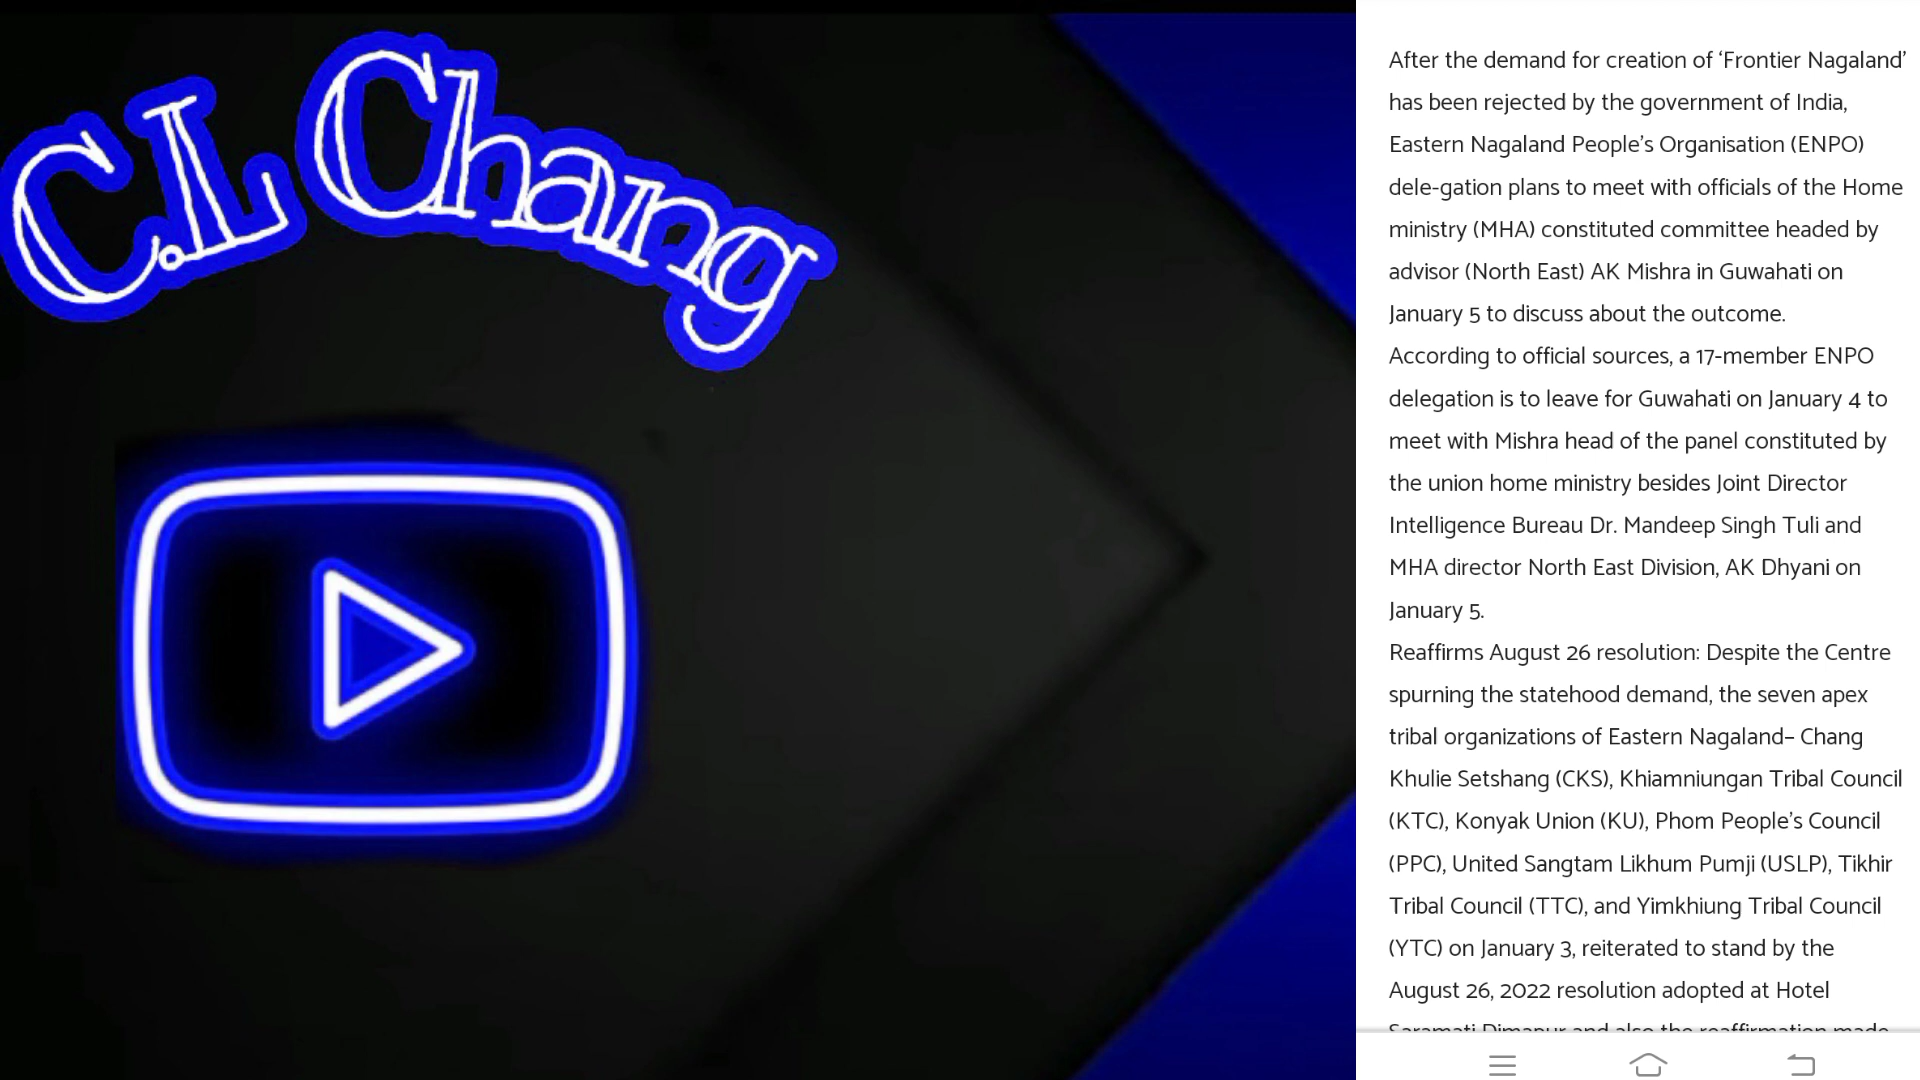 C.L Chang
After the demand for creation of ‘Frontier Nagaland’
has been rejected by the government of India,
Eastern Nagaland People’s Organisation (ENPO)
dele-gation plans to meet with officials of the Home
ministry (MHA) constituted committee headed by
advisor (North East) AK Mishra in Guwahati on
January 5 to discuss about the outcome.
According to official sources, a 17-member ENPO
delegation is to leave for Guwahati on January 4 to
meet with Mishra head of the panel constituted by
the union home ministry besides Joint Director
Intelligence Bureau Dr. Mandeep Singh Tuli and
MHA director North East Division, AK Dhyani on
January 5.
Reaffirms August 26 resolution: Despite the Centre
spurning the statehood demand, the seven apex
tribal organizations of Eastern Nagaland– Chang
Khulie Setshang (CKS), Khiamniungan Tribal Council
(KTC), Konyak Union (KU), Phom People’s Council
(PPC), United Sangtam Likhum Pumji (USLP), Tikhir
Tribal Council (TTC), and Yimkhiung Tribal Council
(YTC) on January 3, reiterated to stand by the
August 26, 2022 resolution adopted at Hotel
Saramati Dimapur and also the reaffirmation made